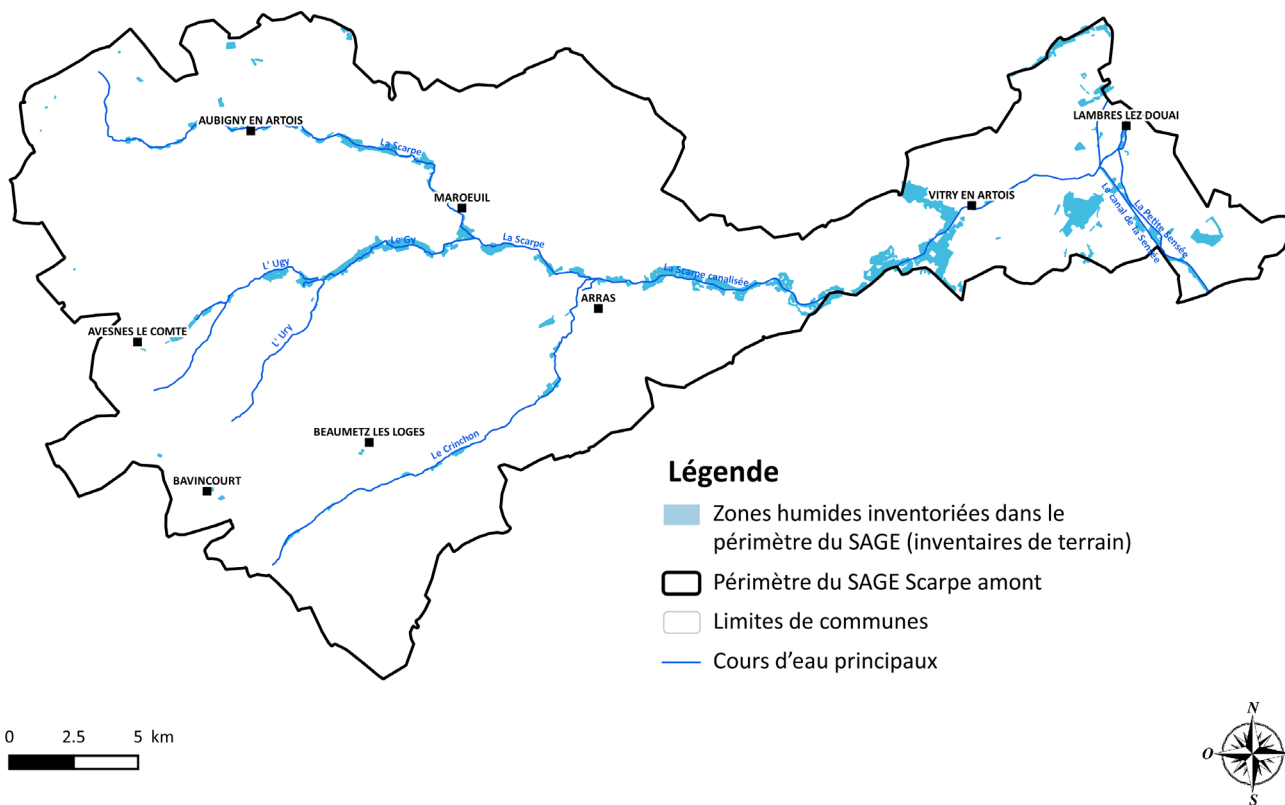 LAMBRES LEZ DOUAI
AUBIGNY EN ARTOIS
La Scarpe
MAROEUIL
VITRY EN ARTOIS
La Petite Sensée
Le canal de la Sensée
Le Gy
La Scarpe
L' Ugy
La Scarpe canalisée
ARRAS
AVESNES LE COMTE
L' Ury
BEAUMETZ LES LOGES
Le Crinchon
BAVINCOURT
Légende
Zones humides inventoriées dans le
périmètre du SAGE (inventaires de terrain)
Périmètre du SAGE Scarpe amont
Limites de communes
Cours d'eau principaux
0 2.5 5 km
N
O
S